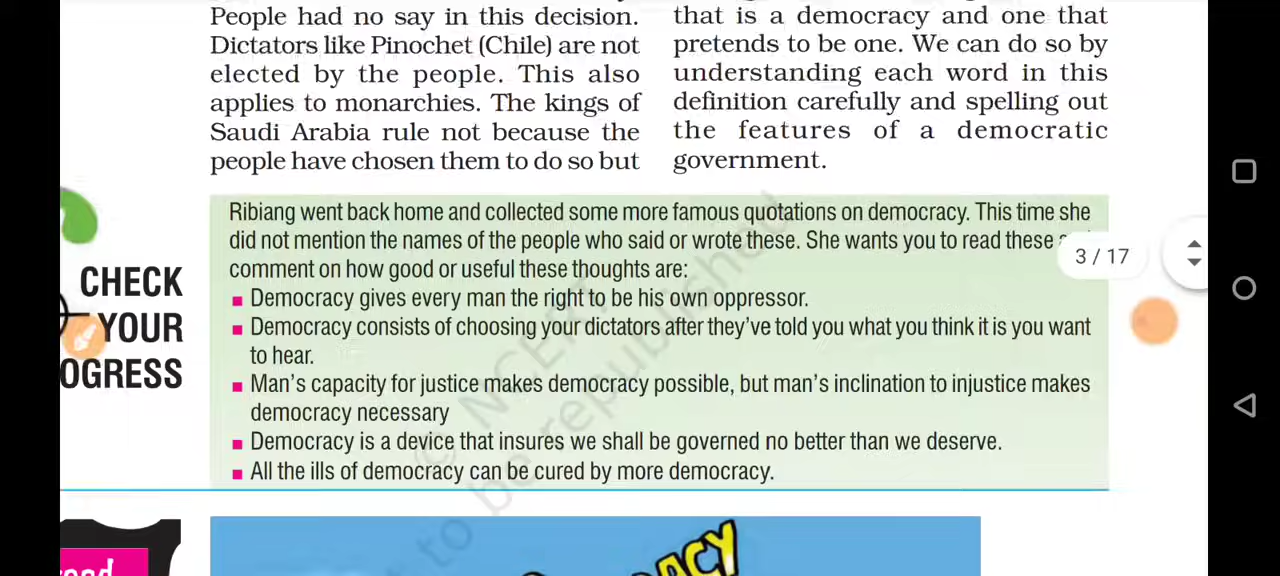 People had no say in this decision.
Dictators like Pinochet (Chile) are not
elected by the people. This also
applies to monarchies. The kings of
Saudi Arabia rule not because the
people have chosen them to do so but
that is a democracy and one that
pretends to be one. We can do so by
understanding each word in this
definition carefully and spelling out
the features of a democratic
government.
CHECK
YOUR
OGRESS
Ribiang went back home and collected some more famous quotations on democracy. This time she
did not mention the names of the people who said or wrote these. She wants you to read these
comment on how good or useful these thoughts are:
■ Democracy gives every man the right to be his own oppressor.
■ Democracy consists of choosing your dictators after they've told you what you think it is you want
to hear.
■ Man's capacity for justice makes democracy possible, but man's inclination to injustice makes
democracy necessary
■ Democracy is a device that insures we shall be governed no better than we deserve.
■ All the ills of democracy can be cured by more democracy.
3 / 17
© NCERT
to be republished